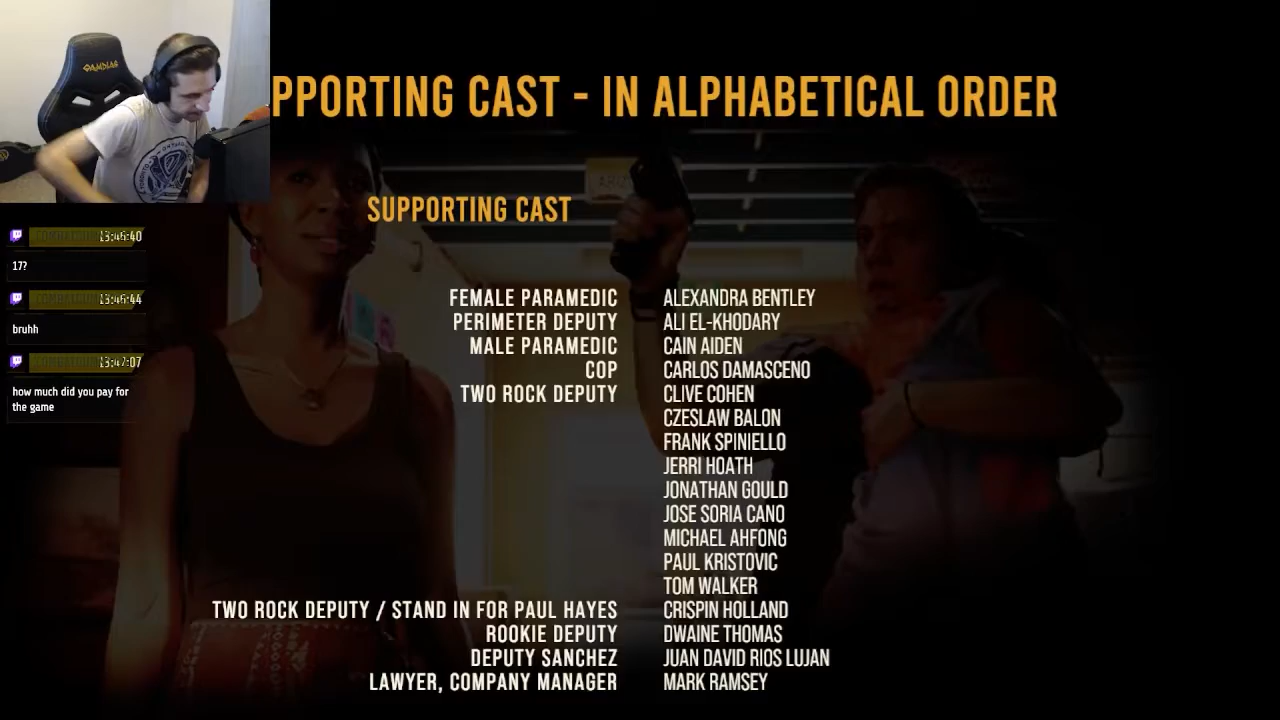 GAMDIAS
PPORTING CAST - IN ALPHABETICAL ORDER
SUPPORTING CAST
13:46:40
17?
13:46:44
bruhh
13:47:07
how much did you pay for
the game
FEMALE PARAMEDIC ALEXANDRA BENTLEY
PERIMETER DEPUTY ALI EL-KHODARY
MALE PARAMEDIC CAIN AIDEN
COP CARLOS DAMASCENO
TWO ROCK DEPUTY CLIVE COHEN
CZESLAW BALON
FRANK SPINIELLO
JERRI HOATH
JONATHAN GOULD
JOSE SORIA CANO
MICHAEL AHFONG
PAUL KRISTOVIC
TOM WALKER
TWO ROCK DEPUTY / STAND IN FOR PAUL HAYES CRISPIN HOLLAND
ROOKIE DEPUTY DWAINE THOMAS
DEPUTY SANCHEZ JUAN DAVID RIOS LUJAN
LAWYER, COMPANY MANAGER MARK RAMSEY